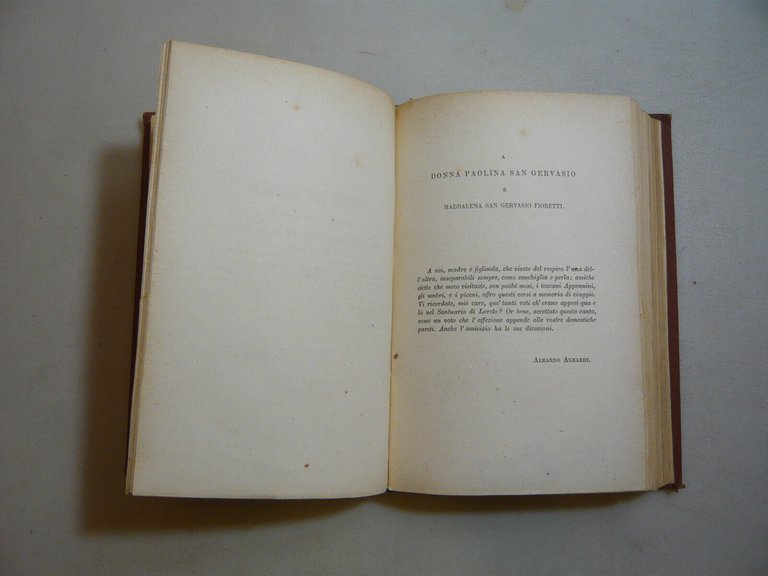 A
DONNA PAOLINA SAN GERVASIO
E
MADDALENA SAN GERVASIO FIORETTI.
A voi, madre e figliuola, che vivete del respiro l'una del-
l'altra, inseparabili sempre, come conchiglia e perla: amiche
elette che meco visitaste, son pochi mesi, i toscani Appennini,
gli umbri, e i piceni, offro questi versi a memoria di viaggio.
Vi ricordate, mie care, que' tanti voti ch'erano appesi qua e
là nel Santuario di Loreto? Or bene, accettate questo canto,
come un voto che l'affezione appende alle vostre domestiche
pareti. Anche l'amicizia ha le sue divozioni.
ALEARDO ALEARDI.